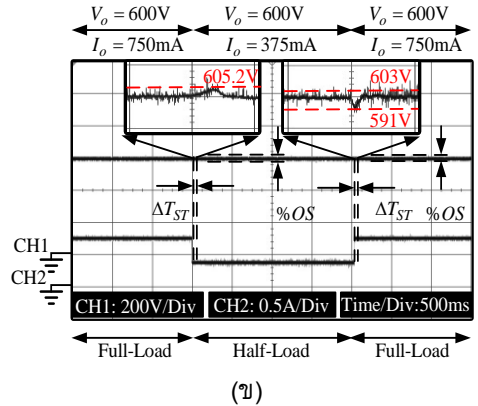 V_o = 600V V_o = 600V V_o = 600V
I_o = 750mA I_o = 375mA I_o = 750mA
605.2V 603V
591V
ΔT_ST %OS ΔT_ST %OS
CH1
CH2
CH1: 200V/Div CH2: 0.5A/Div Time/Div:500ms
Full-Load Half-Load Full-Load
(ข)